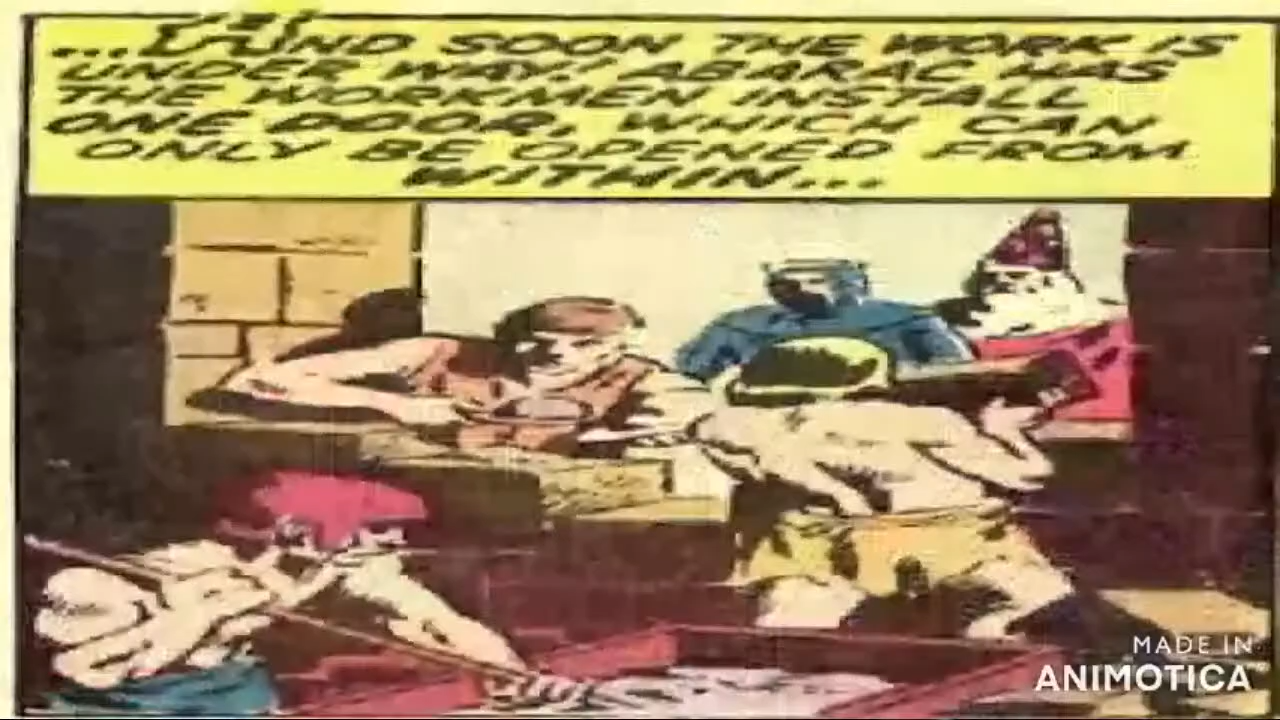 ...AND SOON THE WORK IS
UNDER WAY! ABARAC HAS
THE WORKMEN INSTALL
ONE DOOR, WHICH CAN
ONLY BE OPENED FROM
WITHIN...
MADE IN
ANIMOTICA